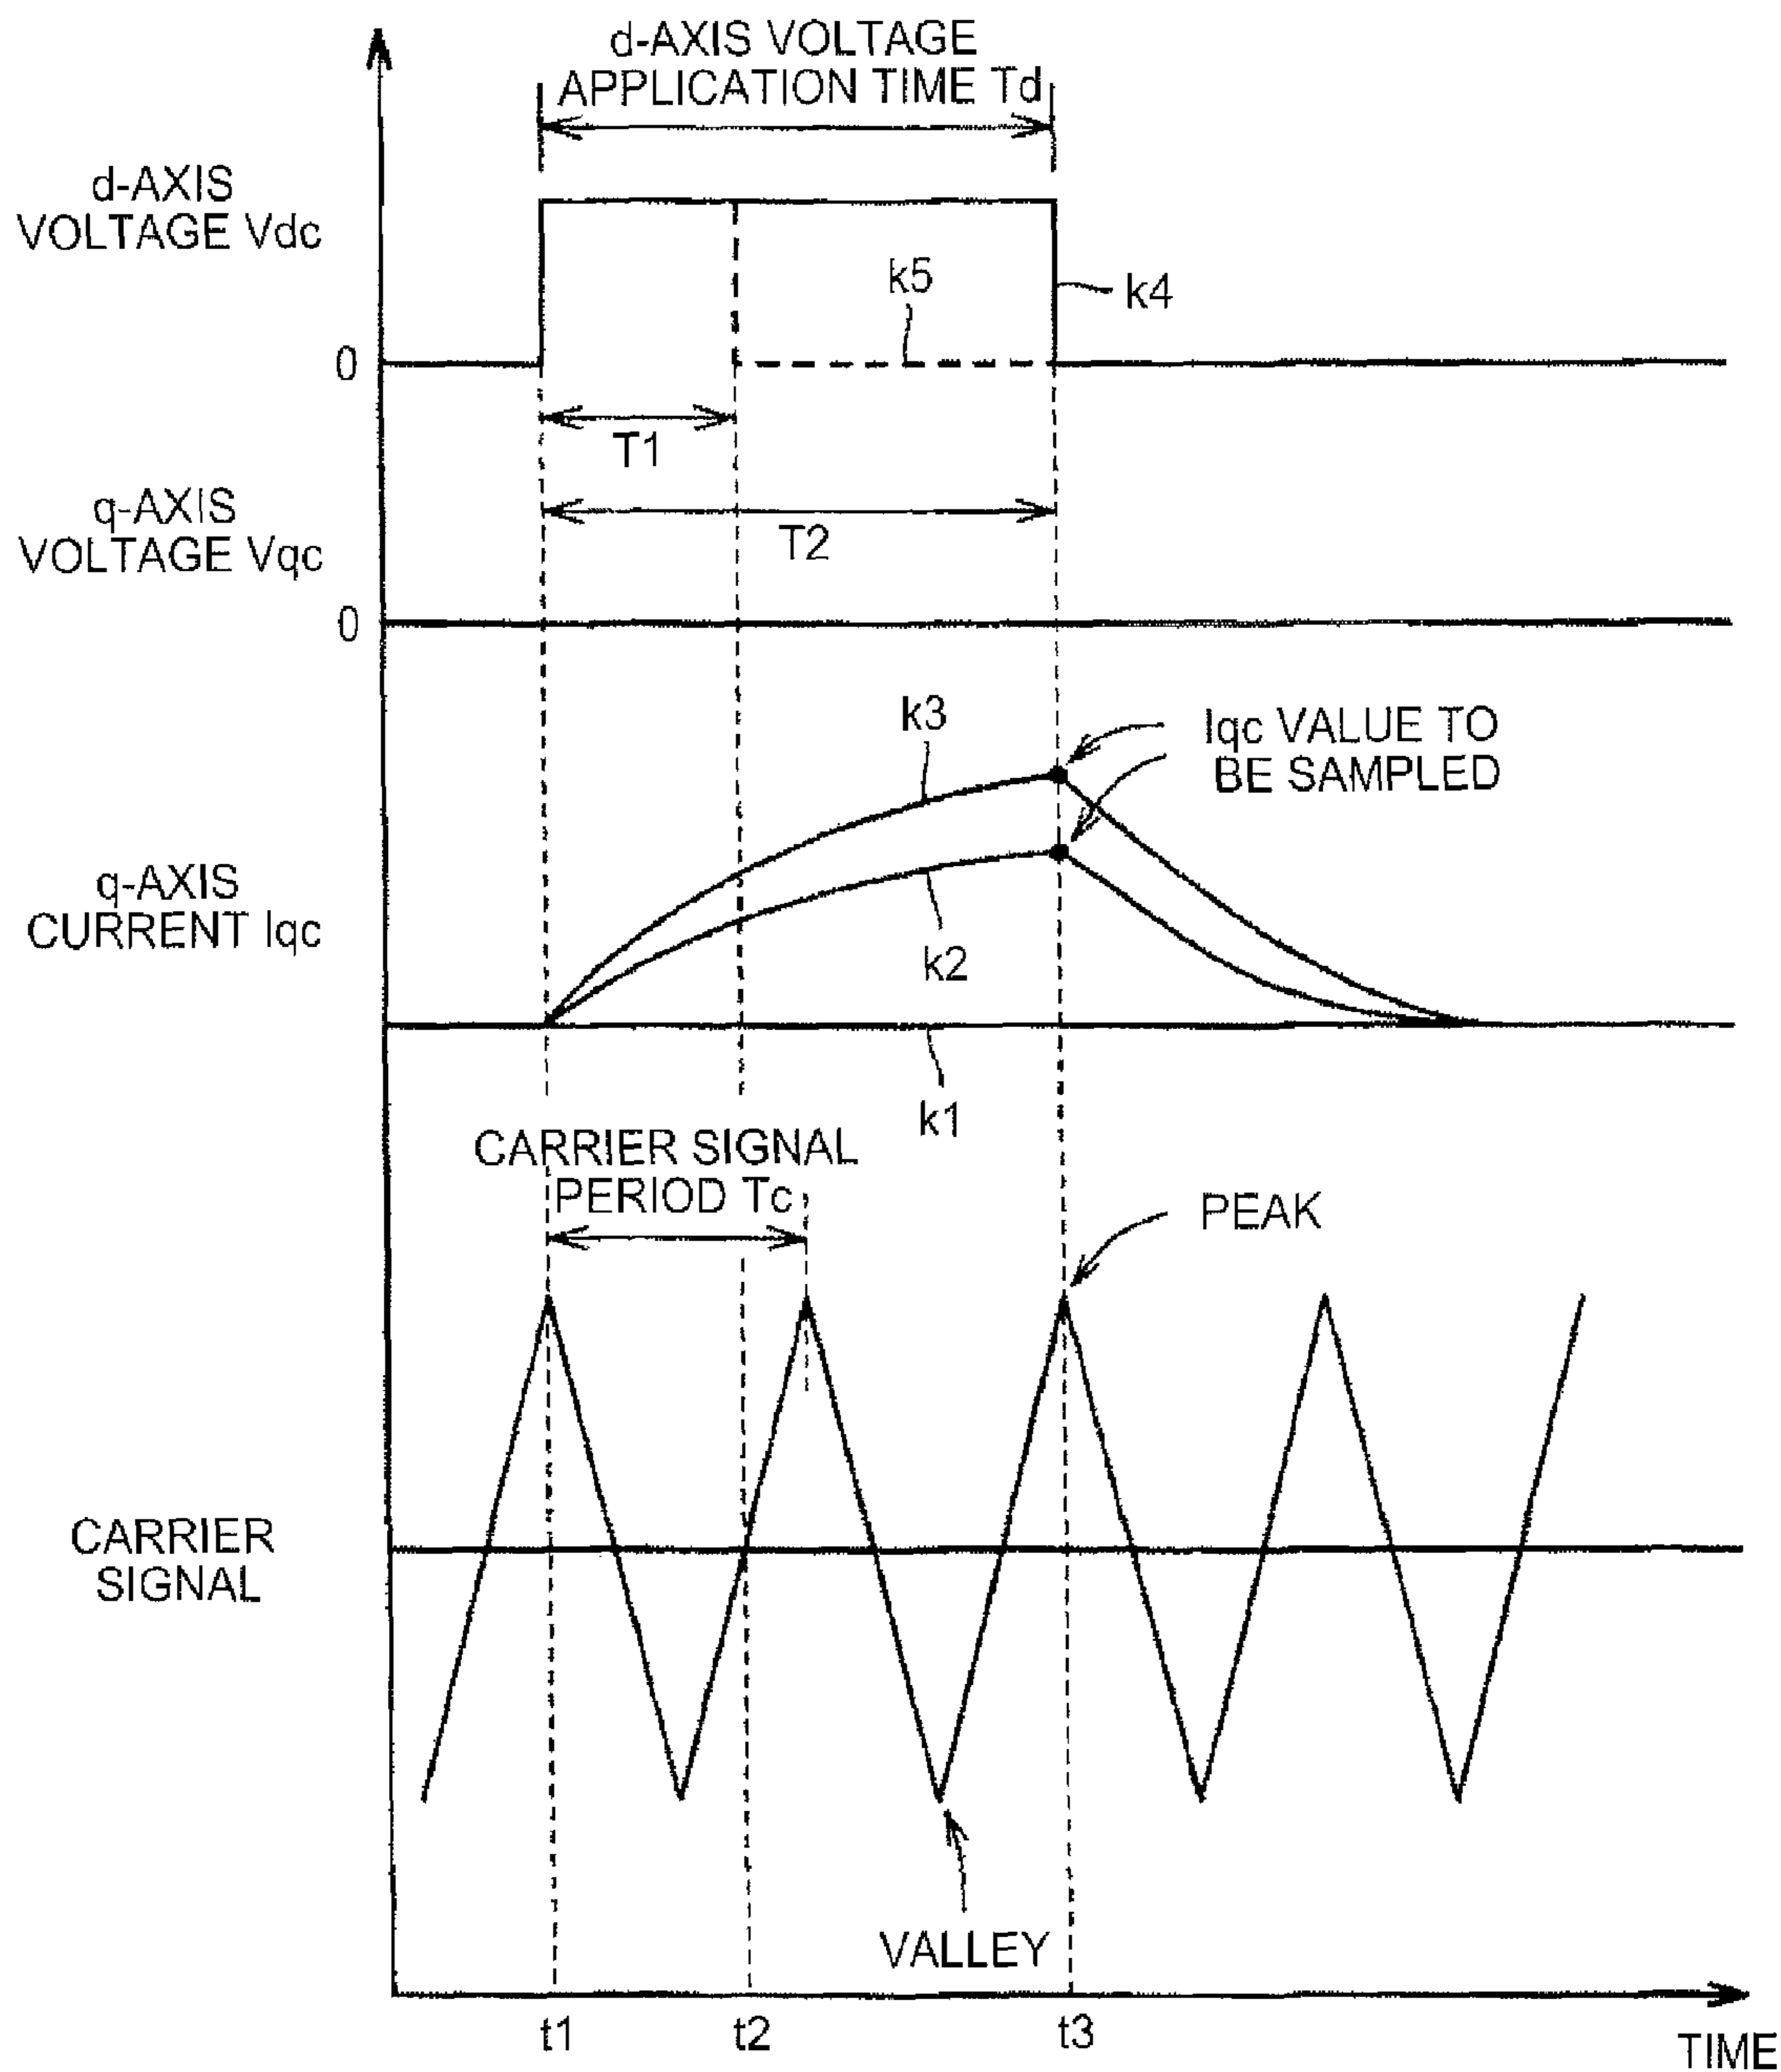 d-AXIS VOLTAGE
APPLICATION TIME Td
d-AXIS
VOLTAGE Vdc
k5
k4
0
T1
q-AXIS
VOLTAGE Vqc
T2
0
k3
Iqc VALUE TO
BE SAMPLED
q-AXIS
CURRENT Iqc
k2
k1
CARRIER SIGNAL
PERIOD Tc
PEAK
CARRIER
SIGNAL
VALLEY
t1
t2
t3
TIME